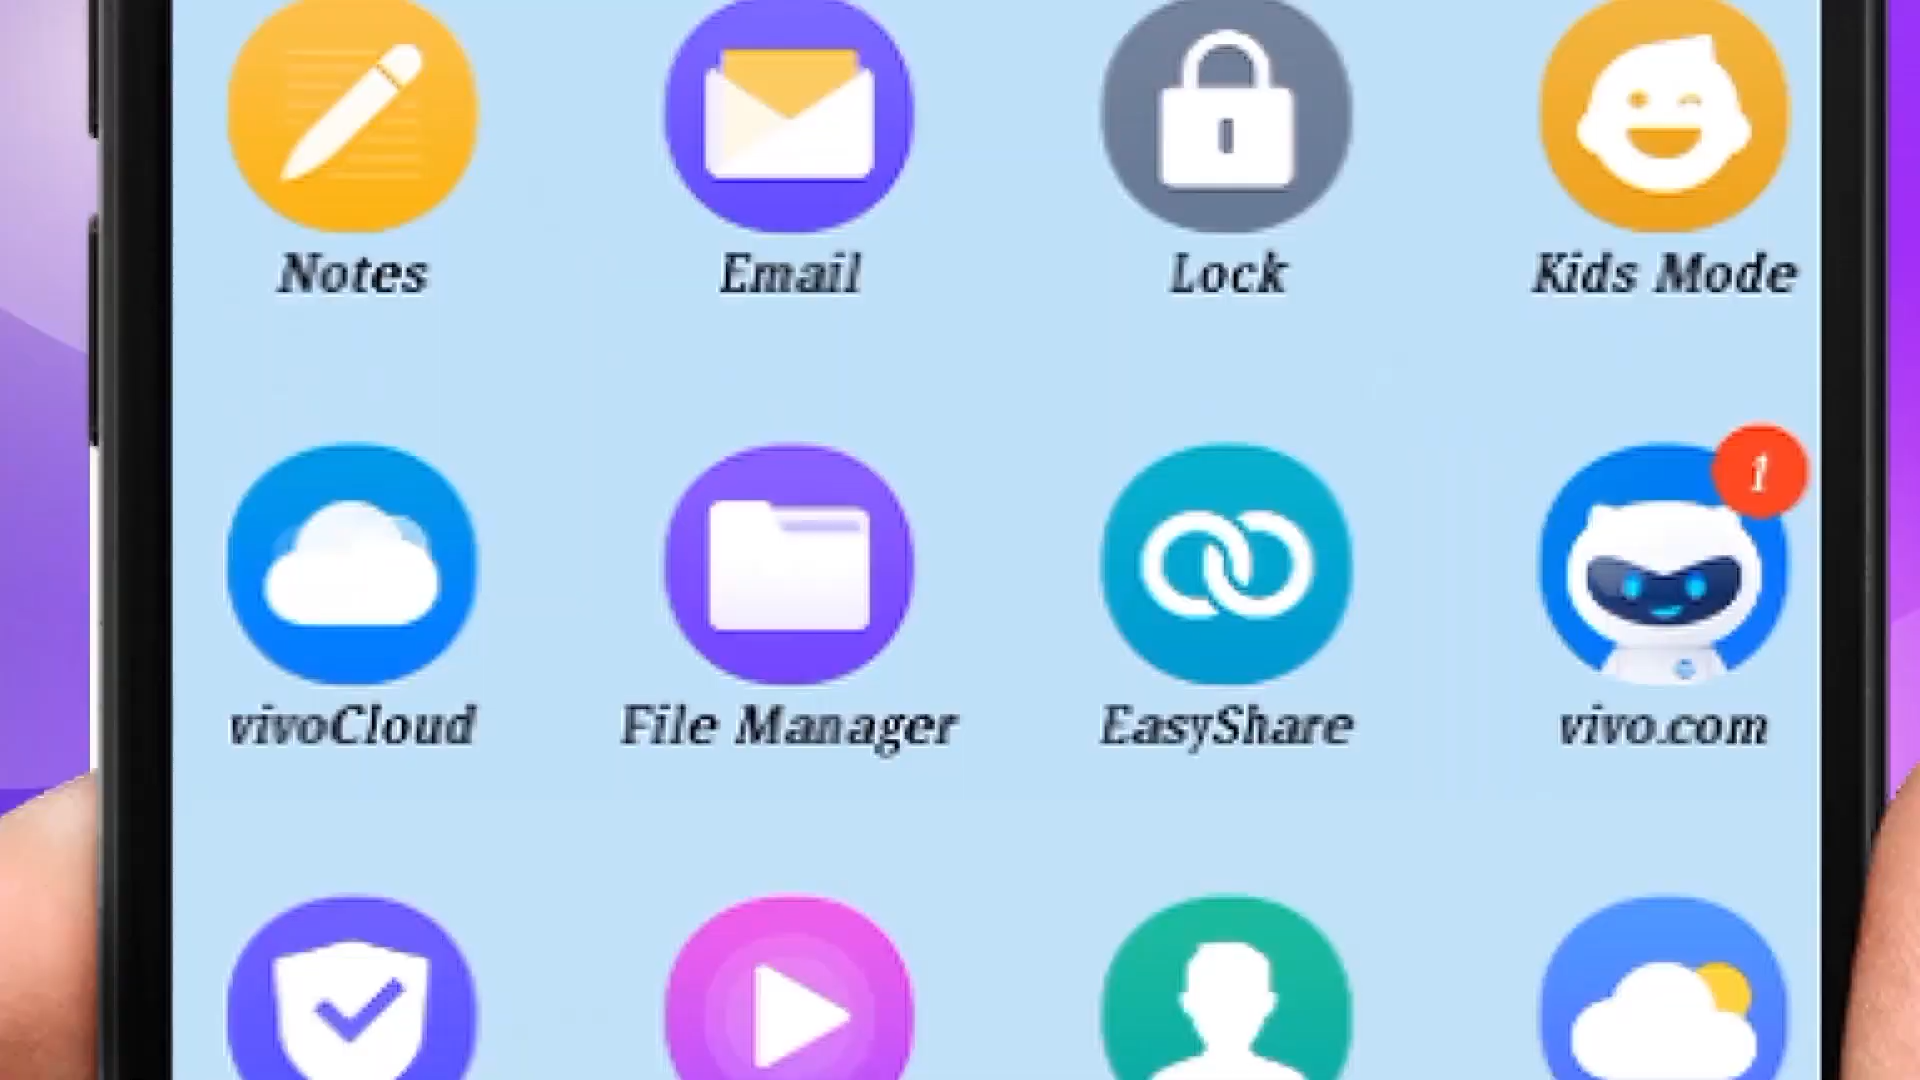 Notes
Email
Lock
Kids Mode
1
vivoCloud
File Manager
EasyShare
vivo.com